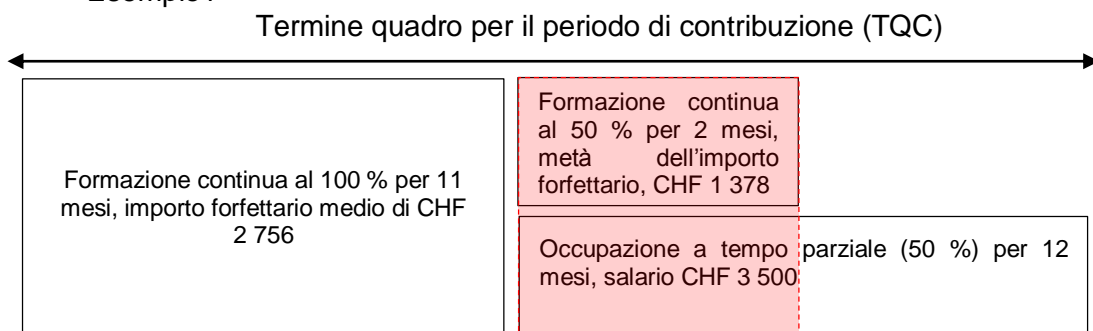 Termine quadro per il periodo di contribuzione (TQC)
Formazione continua al 100 % per 11
mesi, importo forfettario medio di CHF
2 756
Formazione continua
al 50 % per 2 mesi,
metà dell'importo
forfettario, CHF 1 378
Occupazione a tempo parziale (50 %) per 12
mesi, salario CHF 3 500